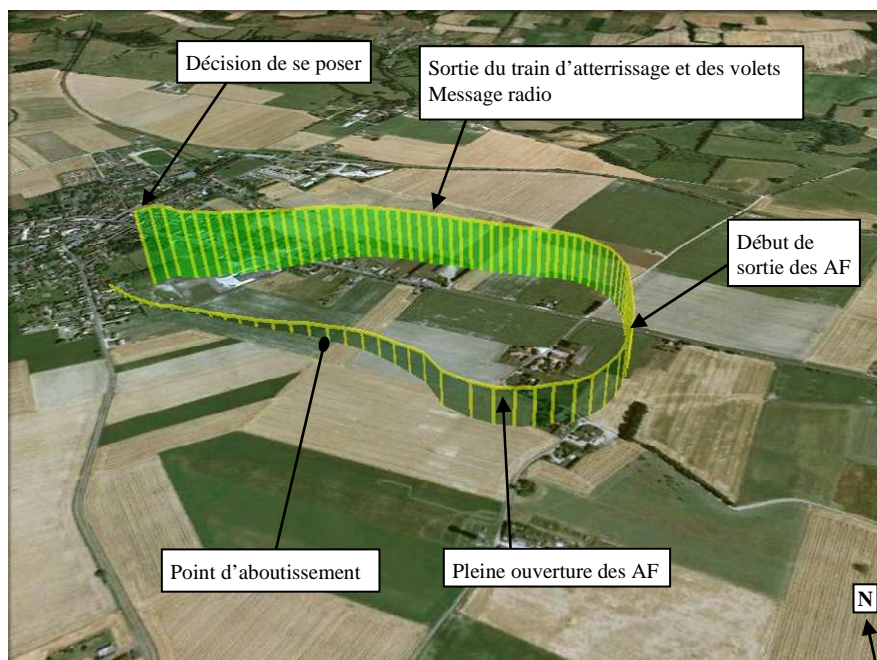 Décision de se poser
Sortie du train d'atterrissage et des volets
Message radio
Début de
sortie des AF
Point d'aboutissement
Pleine ouverture des AF
N